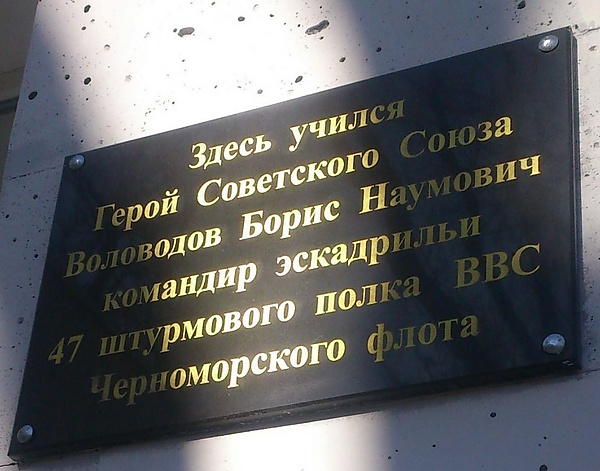 Здесь учился
Герой Советского Союза
Воловодов Борис Наумович
командир эскадрильи
47 штурмового полка ВВС
Черноморского флота